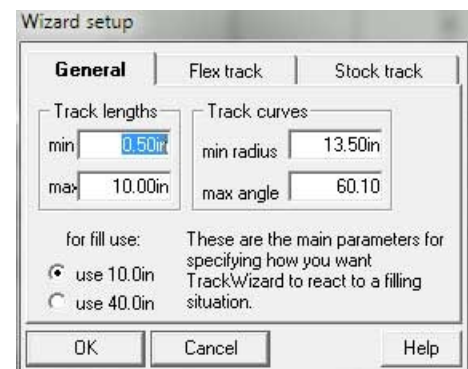 Wizard setup
General Flex track Stock track
Track lengths Track curves
min 0.50in min radius 13.50in
max 10.00in max angle 60.10
for fill use:
use 10.0in
use 40.0in
These are the main parameters for
specifying how you want
TrackWizard to react to a filling
situation.
OK Cancel Help